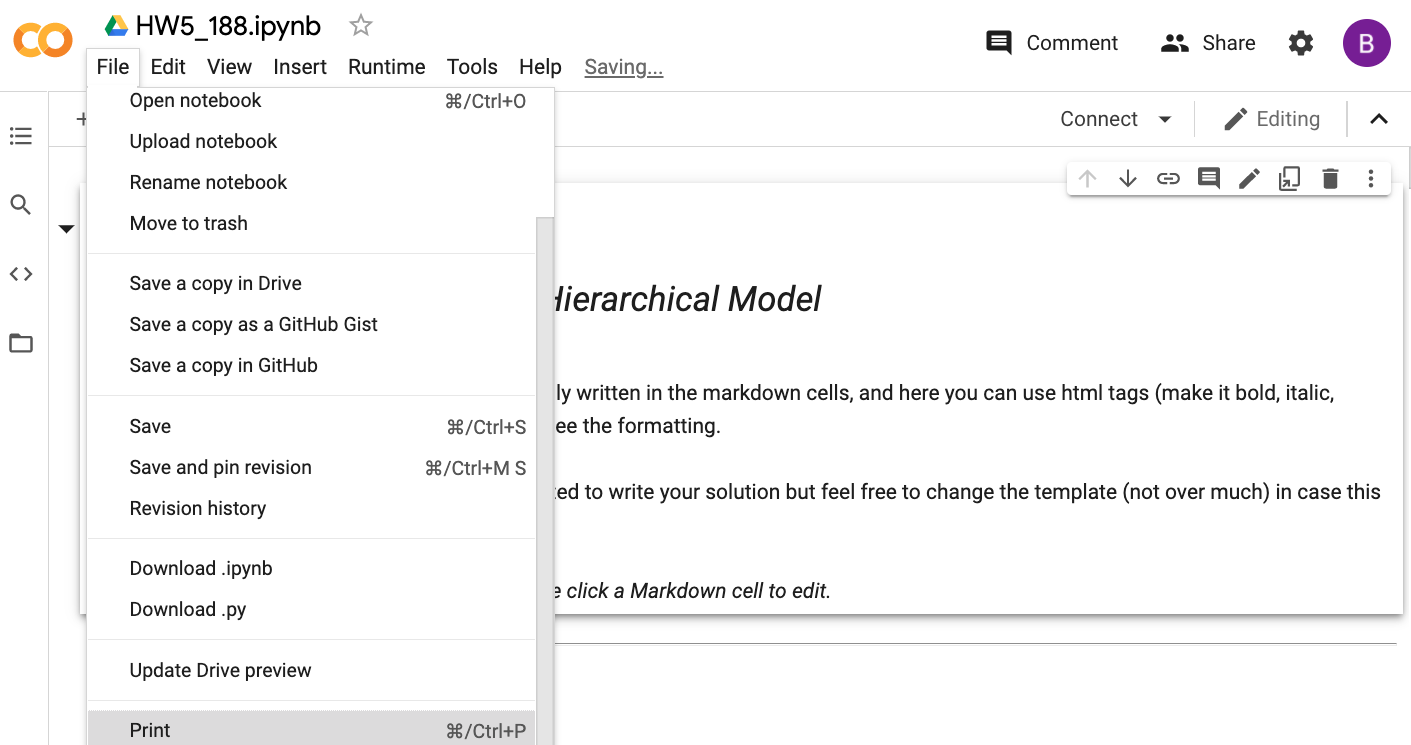 HW5_188.ipynb
Comment
Share
B
File Edit View Insert Runtime Tools Help Saving...
Open notebook ⌘/Ctrl+O
+
Connect
Editing
Upload notebook
Rename notebook
Move to trash
Save a copy in Drive
Save a copy as a GitHub Gist
Save a copy in GitHub
Save ⌘/Ctrl+S
Save and pin revision ⌘/Ctrl+M S
Revision history
Download .ipynb
Download .py
Update Drive preview
Print ⌘/Ctrl+P
Hierarchical Model
ly written in the markdown cells, and here you can use html tags (make it bold, italic,
ee the formatting.
ted to write your solution but feel free to change the template (not over much) in case this
e click a Markdown cell to edit.